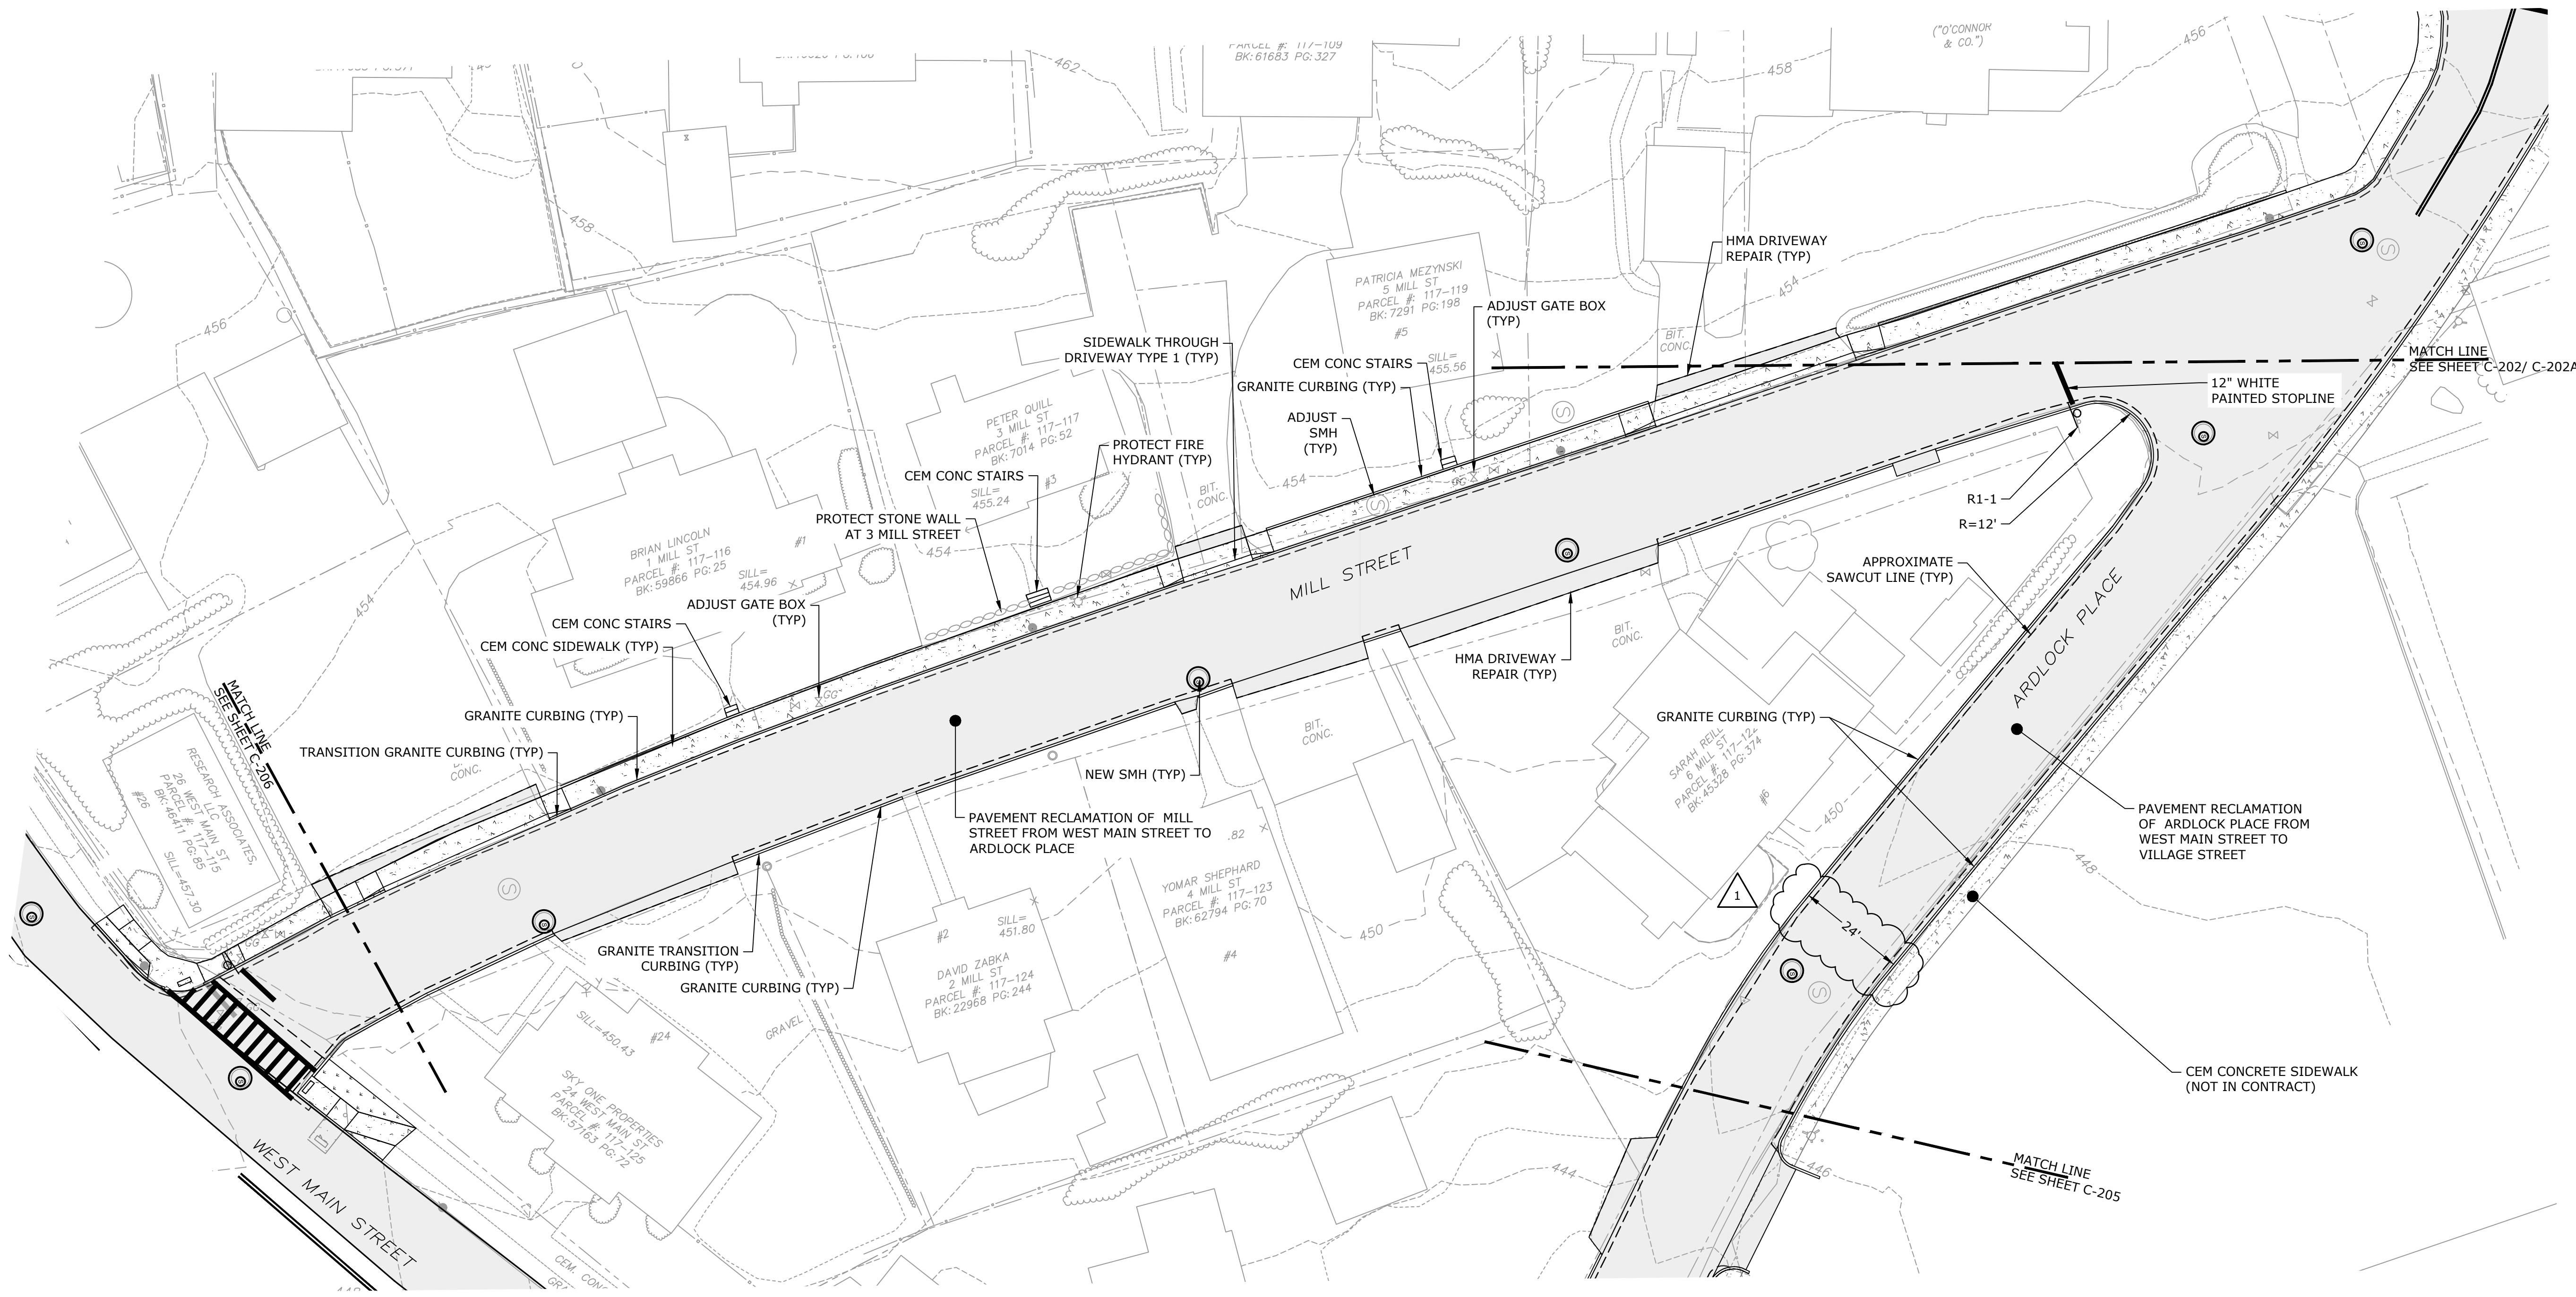 PARCEL #: 117-109
BK:61683 PG:327
("O'CONNOR
& CO.")
456
462
458
458
456
454
454
454
454
450
450
448
444
446
HMA DRIVEWAY
REPAIR (TYP)
PATRICIA MEZYNSKI
5 MILL ST
PARCEL #: 117-119
BK:7291 PG:198
#5
SILL=
455.56
ADJUST GATE BOX
(TYP)
BIT.
CONC.
SIDEWALK THROUGH
DRIVEWAY TYPE 1 (TYP)
CEM CONC STAIRS
GRANITE CURBING (TYP)
MATCH LINE
SEE SHEET C-202/ C-202A
12" WHITE
PAINTED STOPLINE
ADJUST
SMH
(TYP)
PETER QUILL
3 MILL ST
PARCEL #: 117-117
BK:7014 PG:52
#3
SILL=
455.24
PROTECT FIRE
HYDRANT (TYP)
CEM CONC STAIRS
BIT.
CONC.
GG
S
S
S
S
S
R1-1
R=12'
PROTECT STONE WALL
AT 3 MILL STREET
BRIAN LINCOLN
1 MILL ST
PARCEL #: 117-116
BK:59866 PG:25
#1
SILL=
454.96
MILL STREET
APPROXIMATE
SAWCUT LINE (TYP)
ARDLOCK PLACE
ADJUST GATE BOX
(TYP)
GG
CEM CONC STAIRS
CEM CONC SIDEWALK (TYP)
BIT.
CONC.
HMA DRIVEWAY
REPAIR (TYP)
MATCH LINE
SEE SHEET C-206
GRANITE CURBING (TYP)
TRANSITION GRANITE CURBING (TYP)
CONC.
BIT.
CONC.
GRANITE CURBING (TYP)
SARAH REILL
6 MILL ST
PARCEL #: 117-122
BK:45328 PG:374
#6
NEW SMH (TYP)
RESEARCH ASSOCIATES,
LLC
26 WEST MAIN ST
PARCEL #: 117-115
BK:46411 PG:85
#26
SILL=457.30
PAVEMENT RECLAMATION OF MILL
STREET FROM WEST MAIN STREET TO
ARDLOCK PLACE
PAVEMENT RECLAMATION
OF ARDLOCK PLACE FROM
WEST MAIN STREET TO
VILLAGE STREET
.82
YOMAR SHEPHARD
4 MILL ST
PARCEL #: 117-123
BK:62794 PG:70
#4
1
24'
GG
GRANITE TRANSITION
CURBING (TYP)
GRANITE CURBING (TYP)
SILL=
451.80
#2
DAVID ZABKA
2 MILL ST
PARCEL #: 117-124
BK:22968 PG:244
GRAVEL
SILL=450.43
#24
SKY ONE PROPERTIES
24 WEST MAIN ST
PARCEL #: 117-125
BK:57163 PG:72
CEM CONCRETE SIDEWALK
(NOT IN CONTRACT)
MATCH LINE
SEE SHEET C-205
WEST MAIN STREET
CEM. CONC.